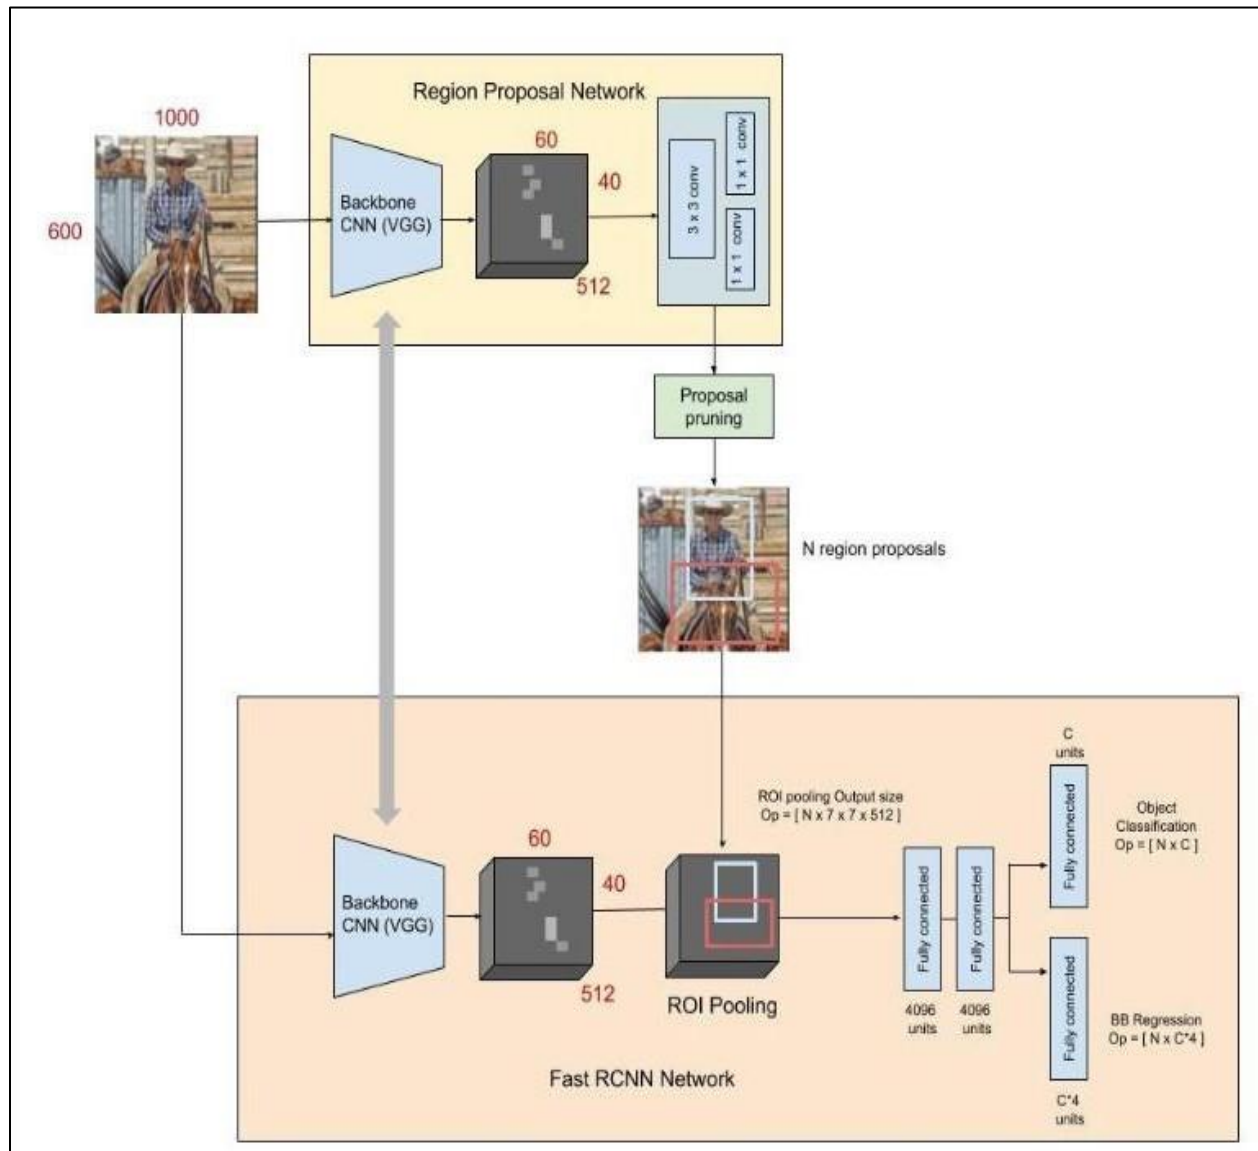 Region Proposal Network
1000
600
Backbone
CNN (VGG)
60
40
512
3 x 3 conv
1 x 1 conv
1 x 1 conv
Proposal
pruning
N region proposals
Backbone
CNN (VGG)
60
40
512
ROI Pooling
ROI pooling Output size
Op = [ N x 7 x 7 x 512 ]
Fully connected
4096
units
Fully connected
4096
units
C
units
Fully connected
Object
Classification
Op = [ N x C ]
Fully connected
C*4
units
BB Regression
Op = [ N x C*4 ]
Fast RCNN Network